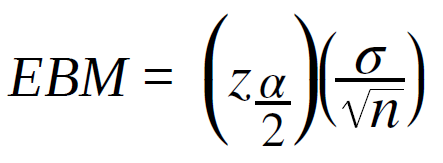 EBM = (z_{α/2})(σ/√n)